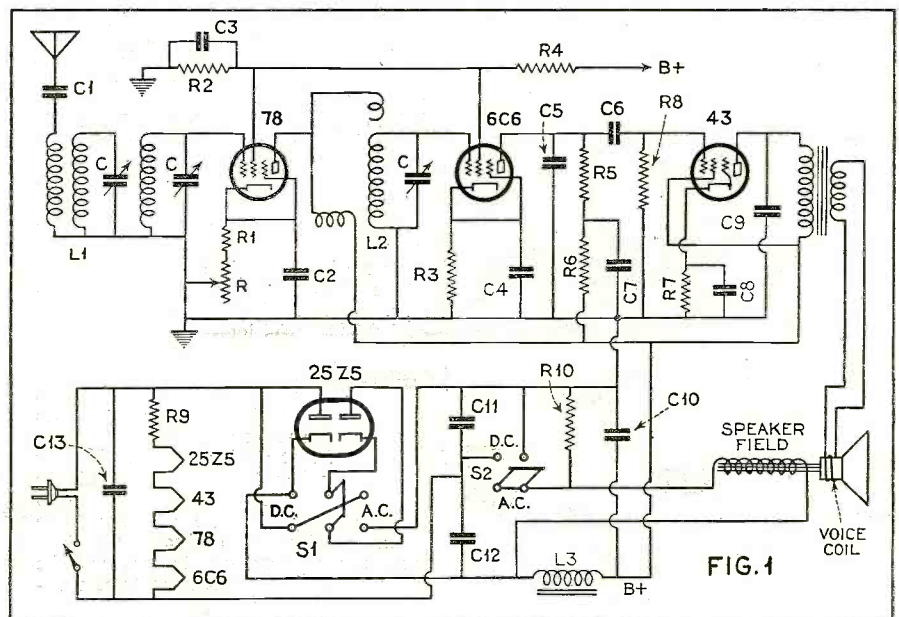 C3
R2
C1
R4
B+
78
6C6
C5
C6
R8
43
C
C
L1
R1
R
C2
L2
C
R3
C4
R5
R6
C7
R7
C8
C9
25Z5
R9
C13
25Z5
43
78
6C6
D.C.
A.C.
S1
C11
D.C.
S2
A.C.
C12
R10
C10
SPEAKER
FIELD
VOICE
COIL
L3
B+
FIG.1